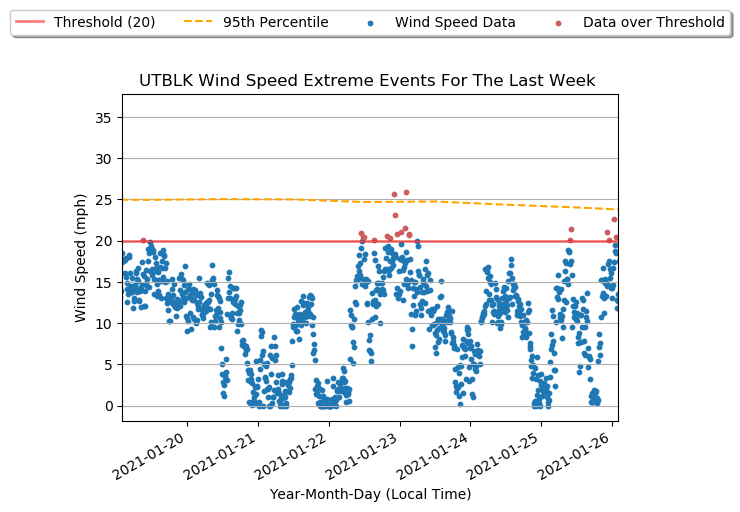 Threshold (20) 95th Percentile Wind Speed Data Data over Threshold
UTBLK Wind Speed Extreme Events For The Last Week
35
30
25
20
15
10
5
0
Wind Speed (mph)
2021-01-20 2021-01-21 2021-01-22 2021-01-23 2021-01-24 2021-01-25 2021-01-26
Year-Month-Day (Local Time)